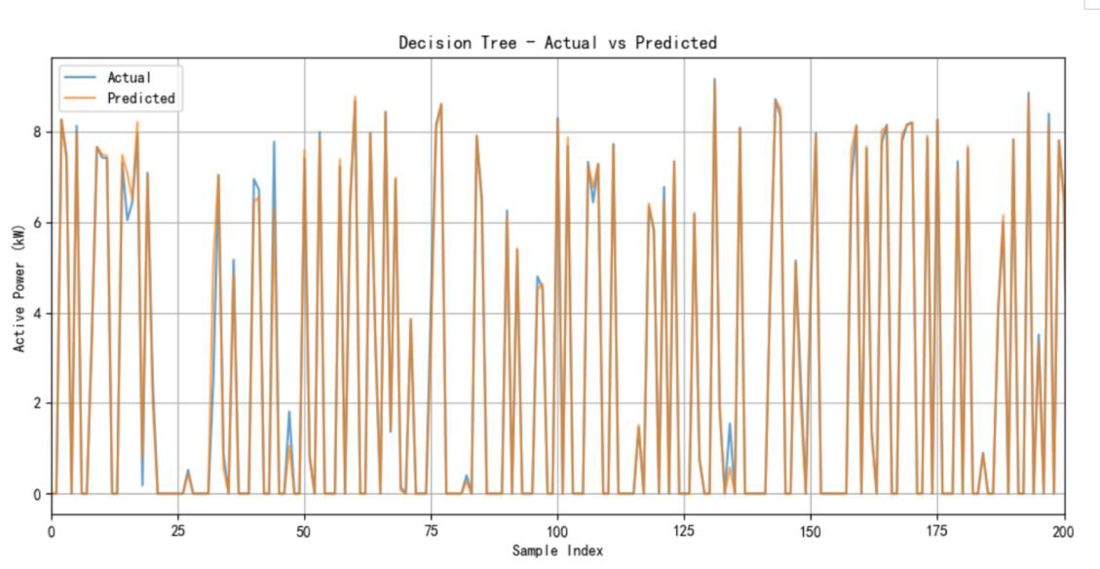 Decision Tree - Actual vs Predicted
Actual
Predicted
8
6
4
2
0
Active Power (kW)
0 25 50 75 100 125 150 175 200
Sample Index